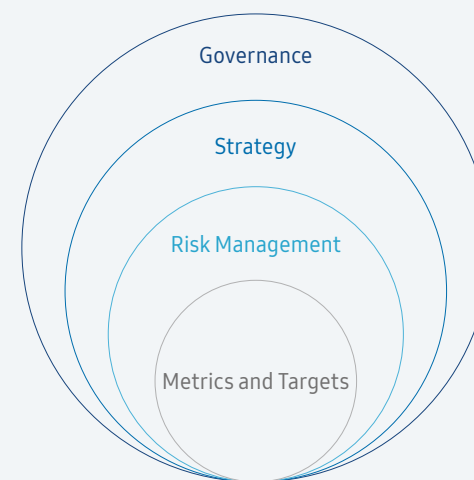 Governance
Strategy
Risk Management
Metrics and Targets